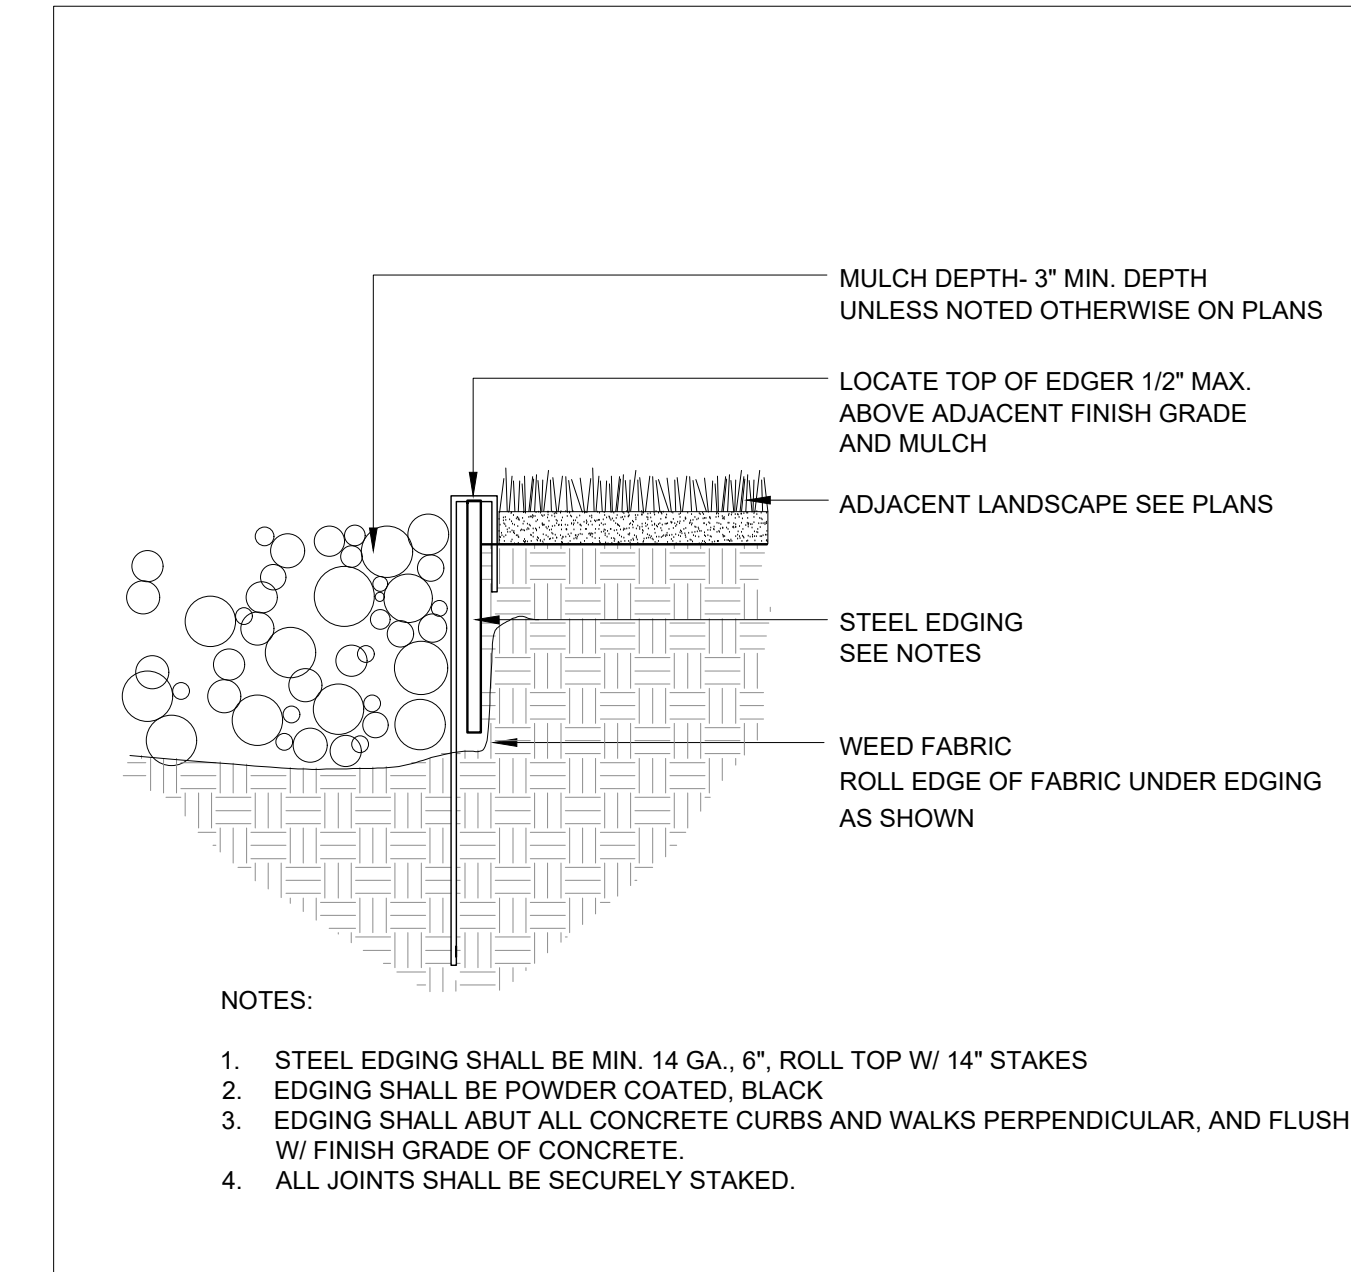 MULCH DEPTH- 3" MIN. DEPTH
UNLESS NOTED OTHERWISE ON PLANS
LOCATE TOP OF EDGER 1/2" MAX.
ABOVE ADJACENT FINISH GRADE
AND MULCH
ADJACENT LANDSCAPE SEE PLANS
STEEL EDGING
SEE NOTES
WEED FABRIC
ROLL EDGE OF FABRIC UNDER EDGING
AS SHOWN
NOTES:
1. STEEL EDGING SHALL BE MIN. 14 GA., 6", ROLL TOP W/ 14" STAKES
2. EDGING SHALL BE POWDER COATED, BLACK
3. EDGING SHALL ABUT ALL CONCRETE CURBS AND WALKS PERPENDICULAR, AND FLUSH
W/ FINISH GRADE OF CONCRETE.
4. ALL JOINTS SHALL BE SECURELY STAKED.